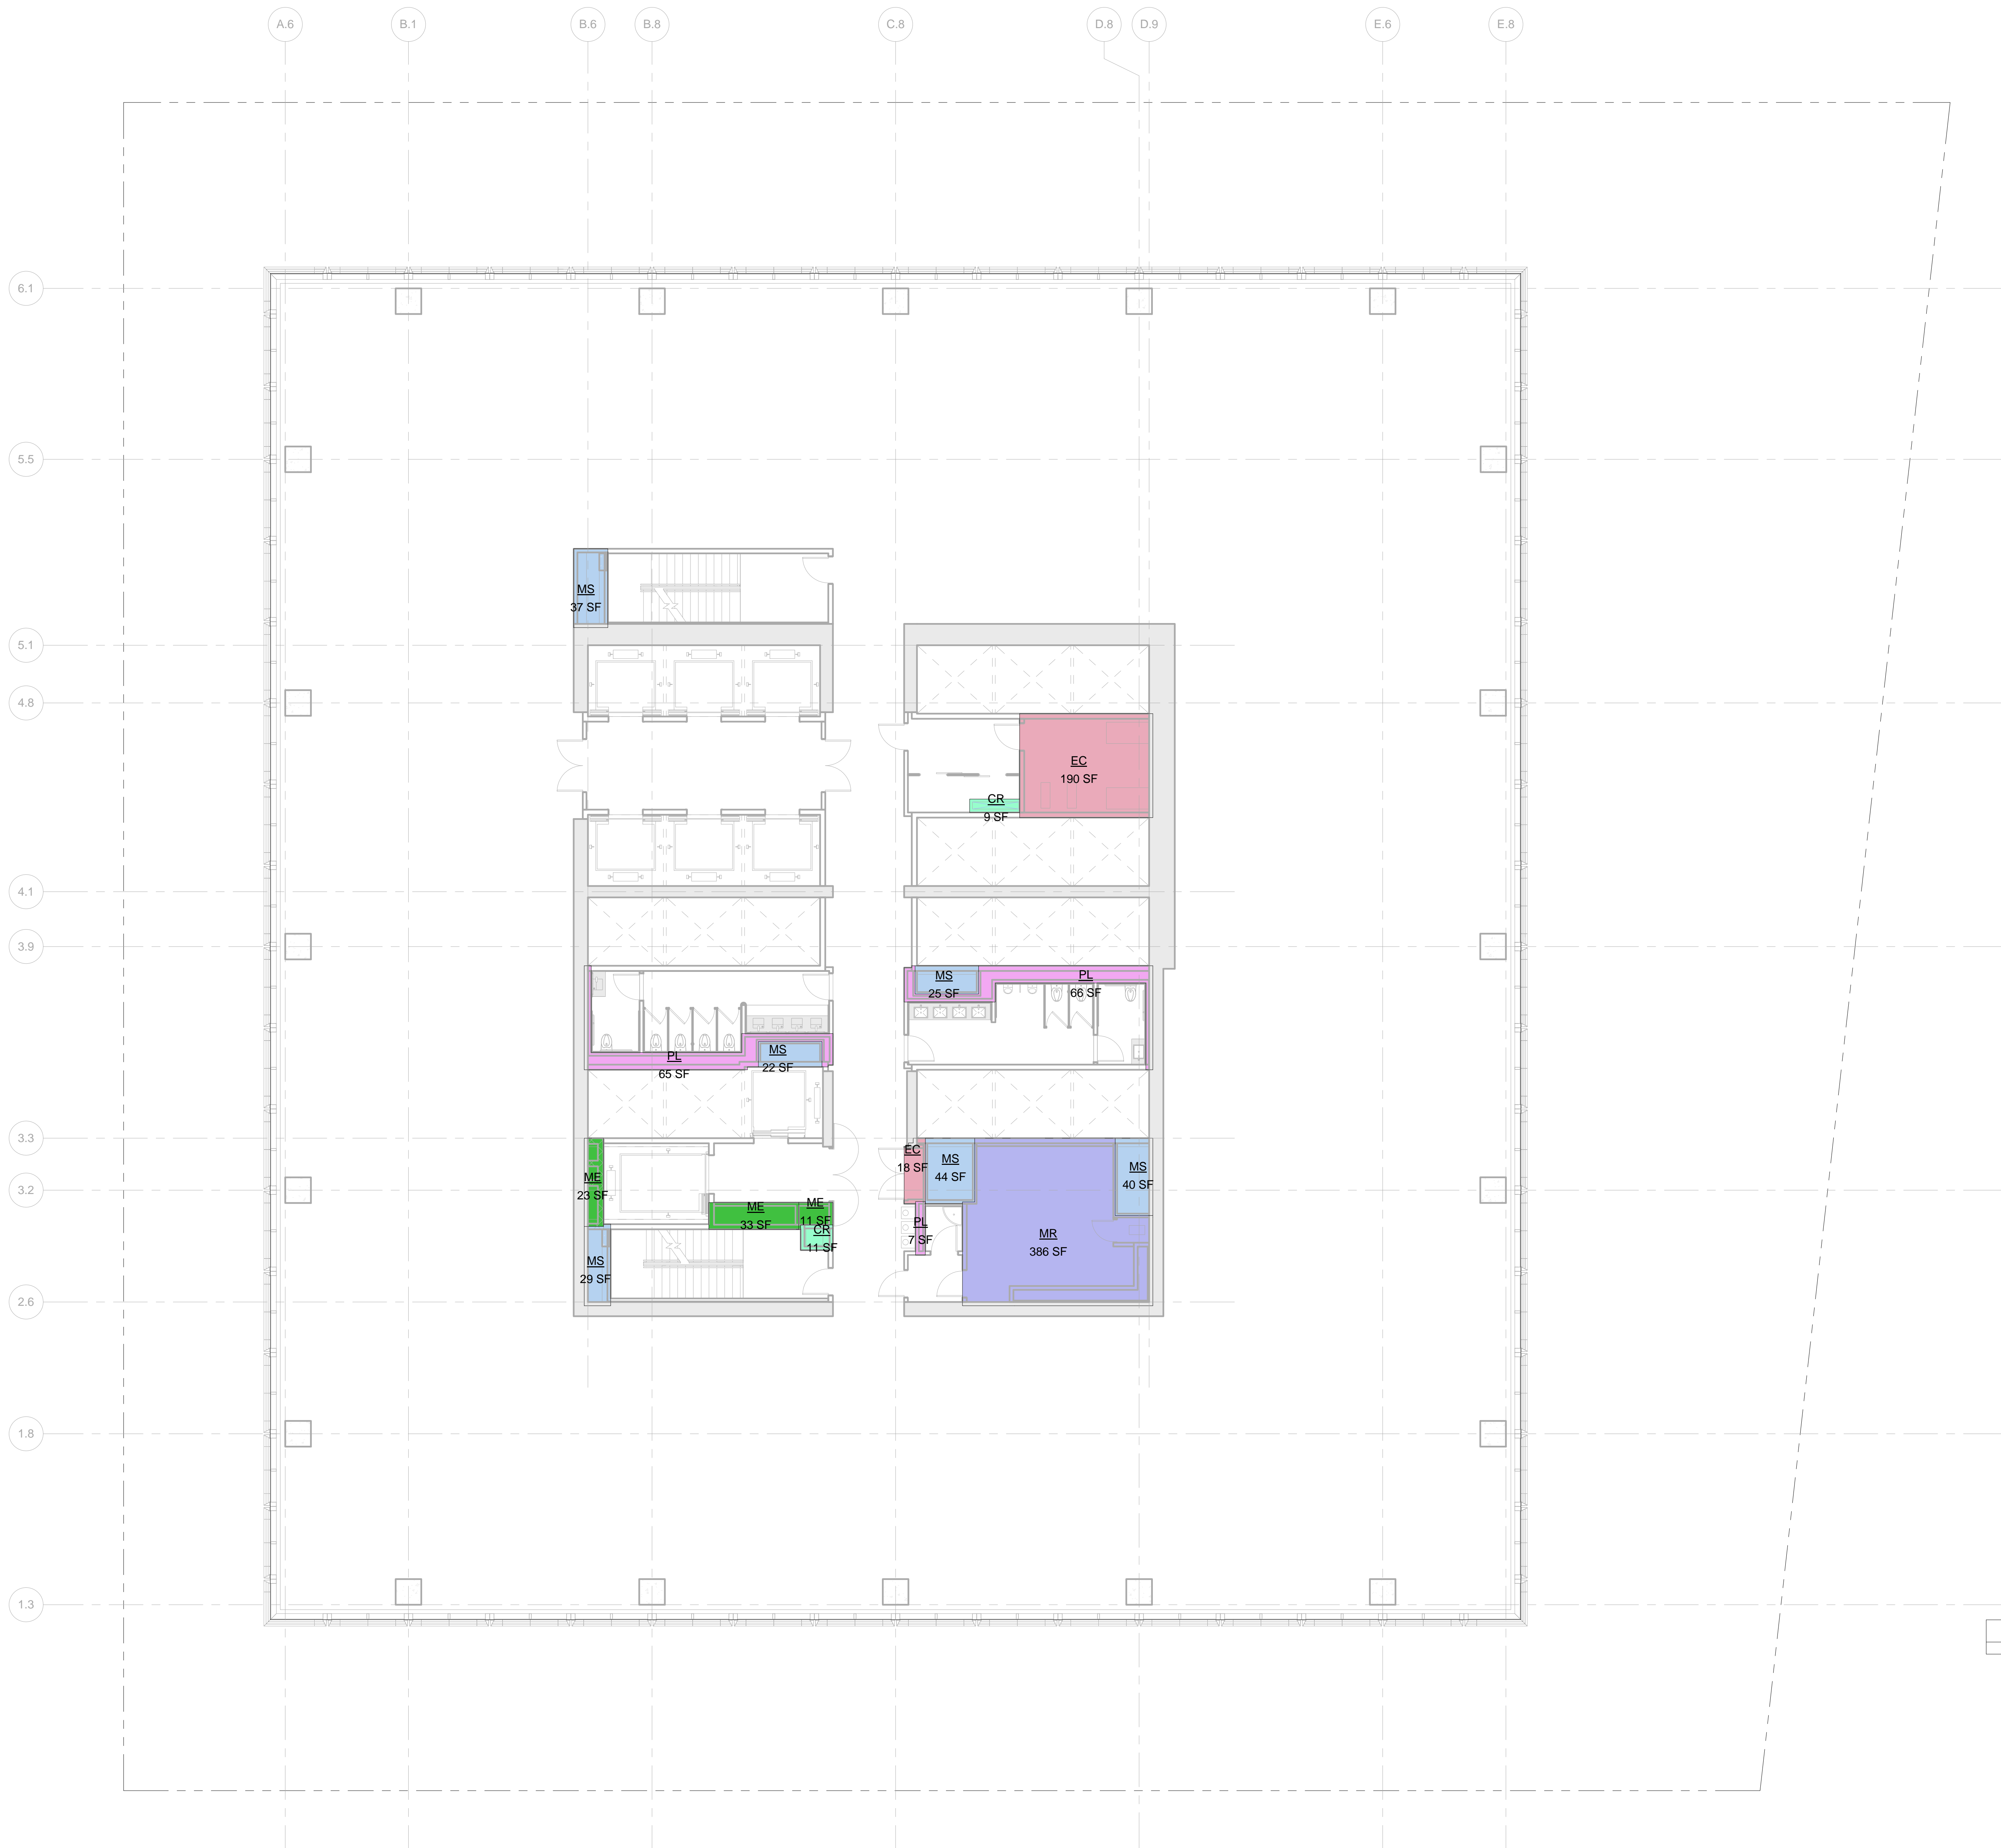 A.6 B.1 B.6 B.8 C.8 D.8 D.9 E.6 E.8
6.1
5.5
MS
37 SF
5.1
4.8
EC
190 SF
CR
9 SF
4.1
3.9
MS
25 SF
PL
66 SF
PL
65 SF
MS
22 SF
3.3
EC
18 SF
MS
44 SF
MS
40 SF
ME
23 SF
3.2
ME
33 SF
ME
11 SF
CR
11 SF
PL
7 SF
MR
386 SF
MS
29 SF
2.6
1.8
1.3